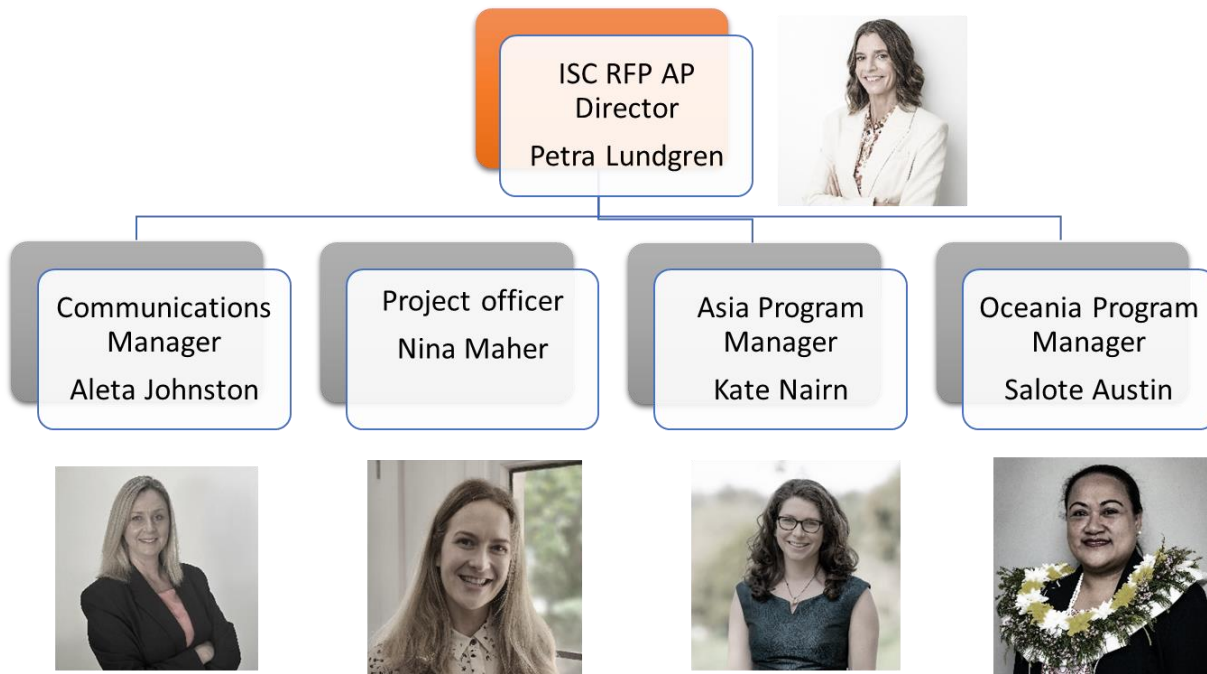 ISC RFP AP
Director
Petra Lundgren
Communications
Manager
Aleta Johnston
Project officer
Nina Maher
Asia Program
Manager
Kate Nairn
Oceania Program
Manager
Salote Austin